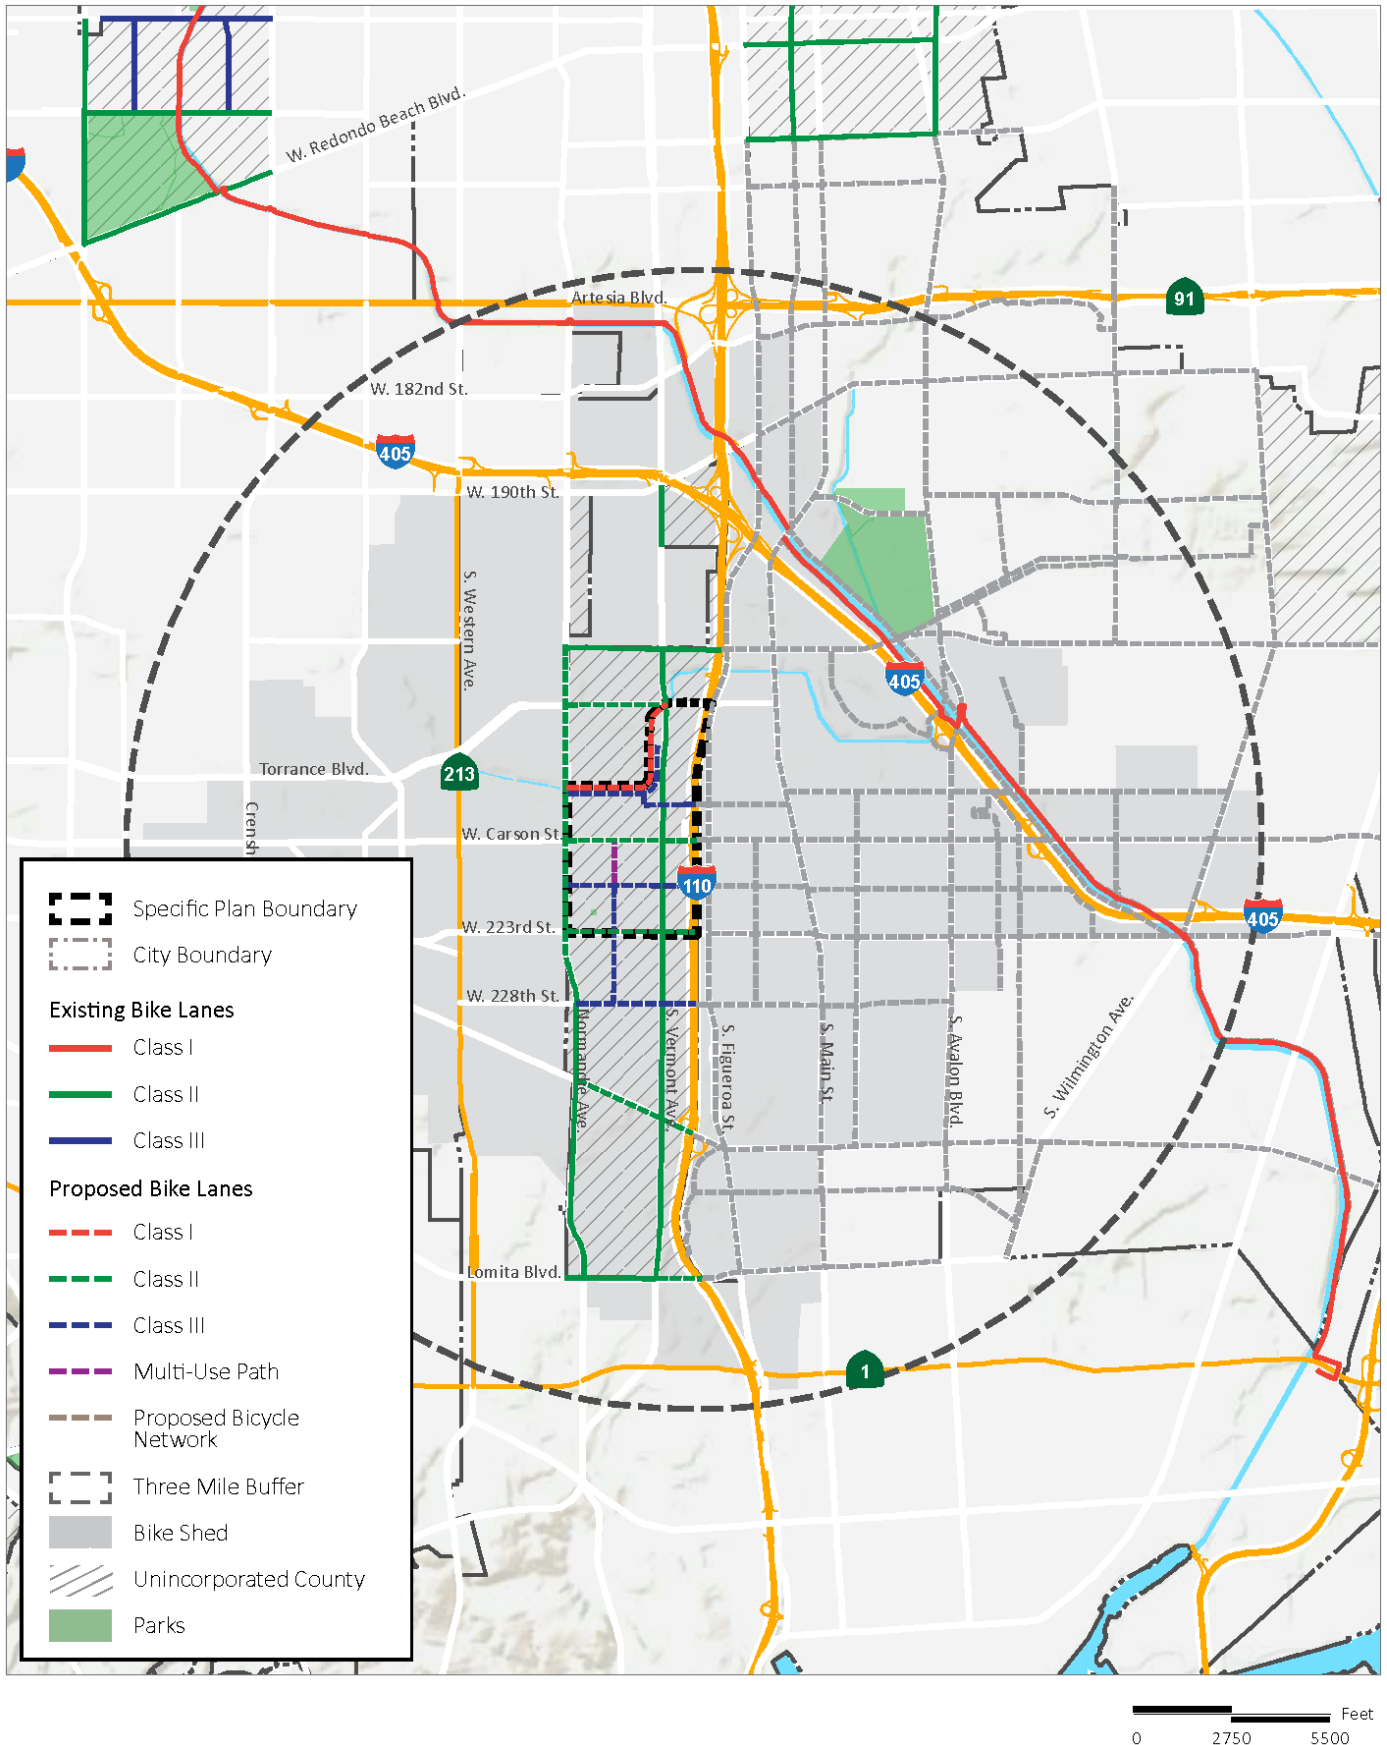 W. Redondo Beach Blvd.
Artesia Blvd.
91
W. 182nd St.
405
W. 190th St.
S. Western Ave.
405
Torrance Blvd.
213
Crensh
W. Carson St.
110
405
W. 223rd St.
W. 228th St.
Normandie Ave.
S. Vermont Ave.
S. Figueroa St.
S. Main St.
S. Avalon Blvd.
S. Wilmington Ave.
Lomita Blvd.
1
Specific Plan Boundary
City Boundary
Existing Bike Lanes
Class I
Class II
Class III
Proposed Bike Lanes
Class I
Class II
Class III
Multi-Use Path
Proposed Bicycle
Network
Three Mile Buffer
Bike Shed
Unincorporated County
Parks
Feet
0 2750 5500